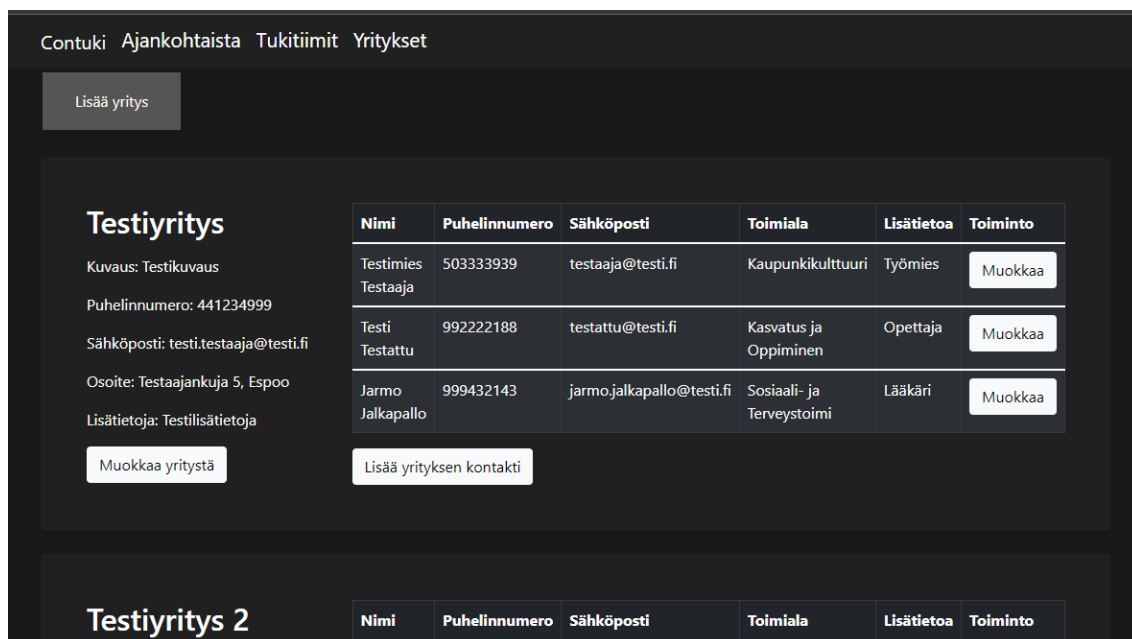 Contuki Ajankohtaista Tukitiimit Yritykset
Lisää yritys
Testiyritys
Kuvaus: Testikuvaus
Puhelinnumero: 441234999
Sähköposti: testi.testaaja@testi.fi
Osoite: Testaajankuja 5, Espoo
Lisätietoja: Testilisätietoja
Muokkaa yritystä
Nimi Puhelinnumero Sähköposti Toimiala Lisätietoa Toiminto
Testimies 503333939 testaaja@testi.fi Kaupunkikulttuuri Työmies Muokkaa
Testaaja
Testi 992222188 testattu@testi.fi Kasvatus ja Opettaja Muokkaa
Testattu Oppiminen
Jarmo 999432143 jarmo.jalkapallo@testi.fi Sosiaali- ja Lääkäri Muokkaa
Jalkapallo Terveystoimi
Lisää yrityksen kontakti
Testiyritys 2
Nimi Puhelinnumero Sähköposti Toimiala Lisätietoa Toiminto